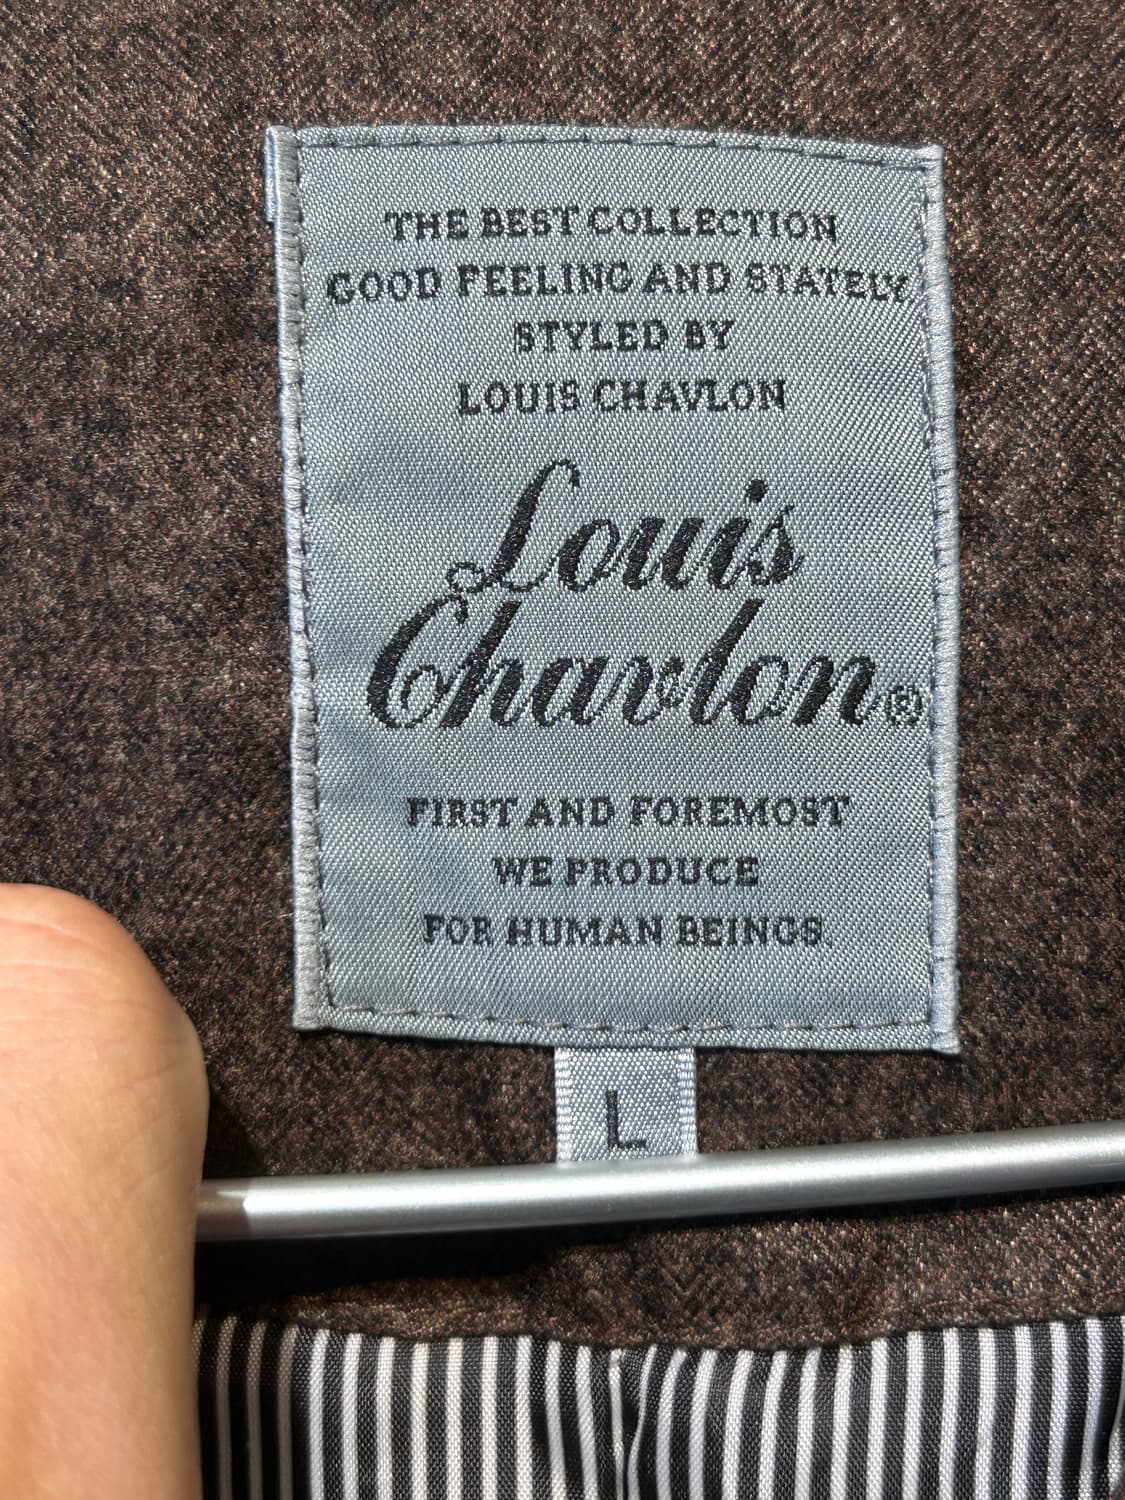 THE BEST COLLECTION
GOOD FEELING AND STATELY.
STYLED BY
LOUIS CHAVLON
Louis
Chavlon®
FIRST AND FOREMOST
WE PRODUCE
FOR HUMAN BEINGS.
L